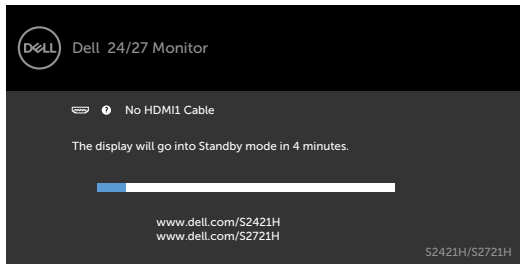 DELL
Dell 24/27 Monitor
? No HDMI1 Cable
The display will go into Standby mode in 4 minutes.
www.dell.com/S2421H
www.dell.com/S2721H
S2421H/S2721H